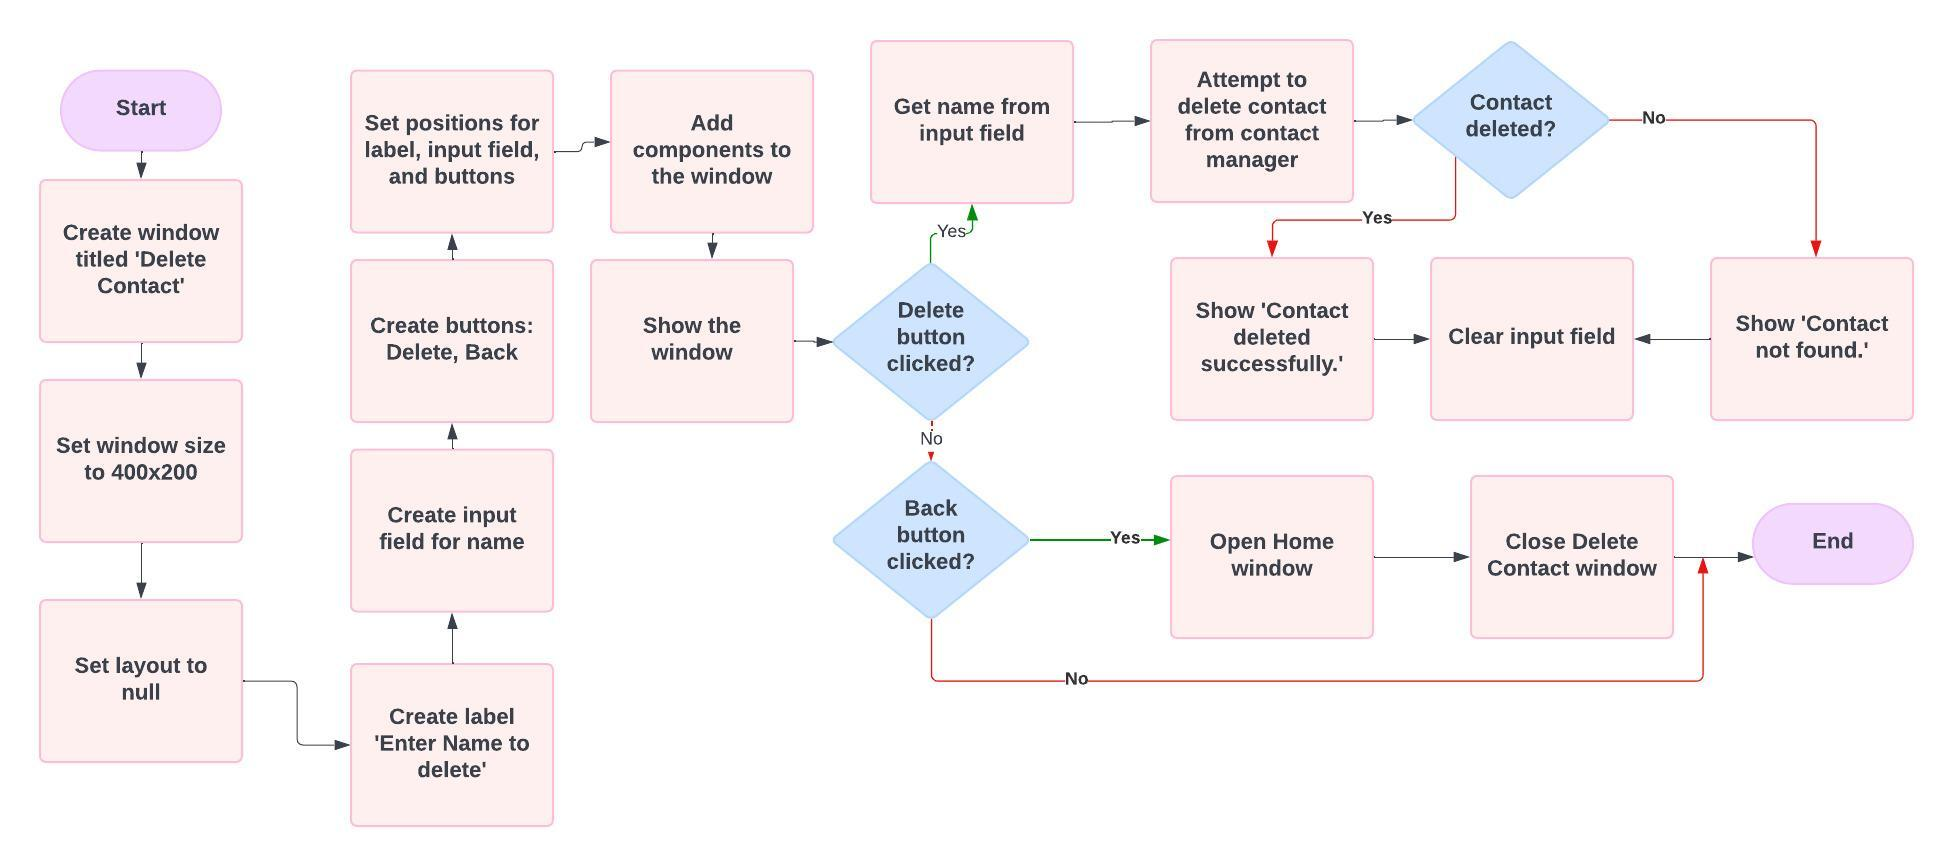 Start
Create window
titled 'Delete
Contact'
Set window size
to 400x200
Set layout to
null
Create label
'Enter Name to
delete'
Create input
field for name
Create buttons:
Delete, Back
Set positions for
label, input field,
and buttons
Add
components to
the window
Show the
window
Delete
button
clicked?
Yes
Get name from
input field
Attempt to
delete contact
from contact
manager
Contact
deleted?
Yes
Show 'Contact
deleted
successfully.'
No
Show 'Contact
not found.'
Clear input field
No
Back
button
clicked?
Yes
Open Home
window
Close Delete
Contact window
No
End